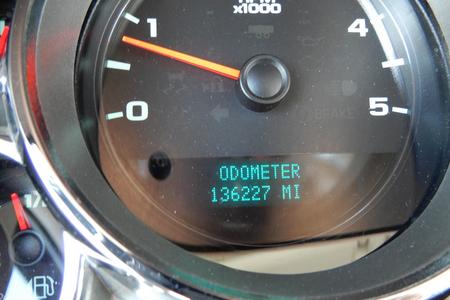 RPM
x1000
1
4
0
5
BRAKE
ODOMETER
136227 MI